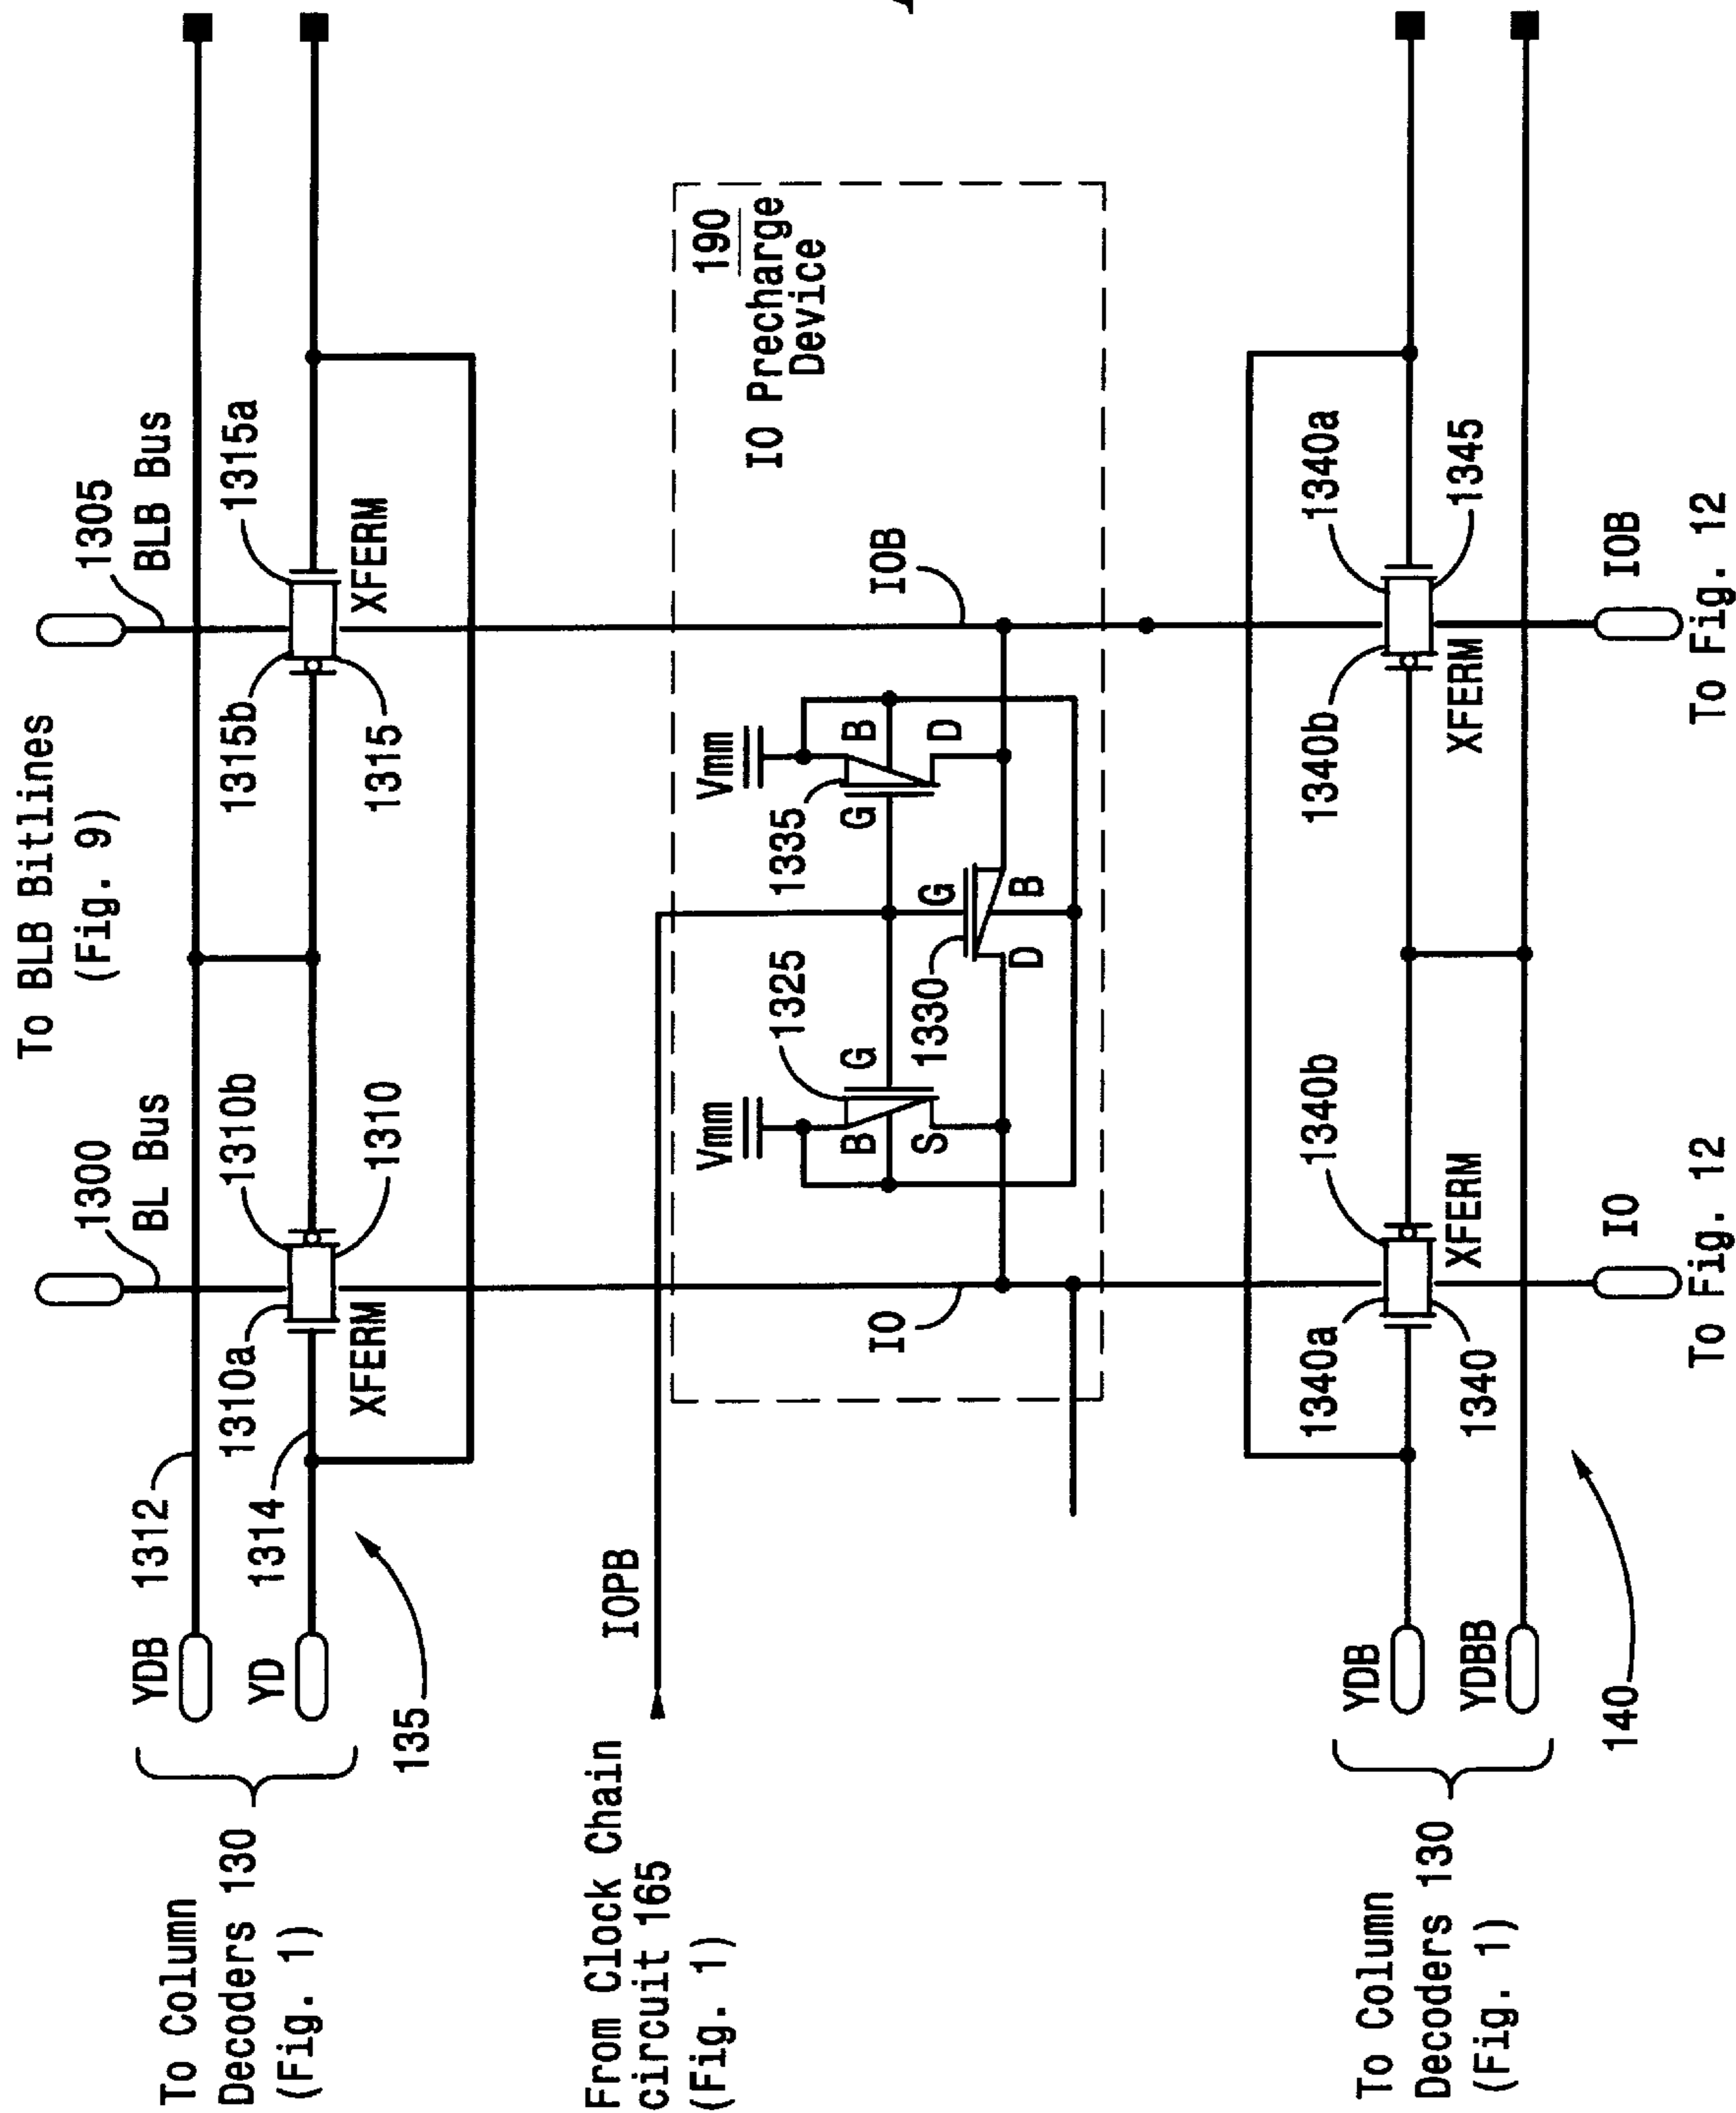 To BLB Bitlines
(Fig. 9)
1300
BL Bus
1305
BLB Bus
YDB
1312
1310a
1310b
1315b
1315a
YD
1314
XFERM
1310
1315
XFERM
To Column
Decoders 130
(Fig. 1)
135
IOPB
From Clock Chain
circuit 165
(Fig. 1)
190
IO Precharge
Device
Vmm
1325
Vmm
1335
B
G
G
B
S
1330
G
D
D
B
IO
IOB
1340a
1340b
1340b
1340a
YDB
1340
XFERM
XFERM
1345
YDBB
To Column
Decoders 130
(Fig. 1)
140
IO
IOB
To Fig. 12
To Fig. 12